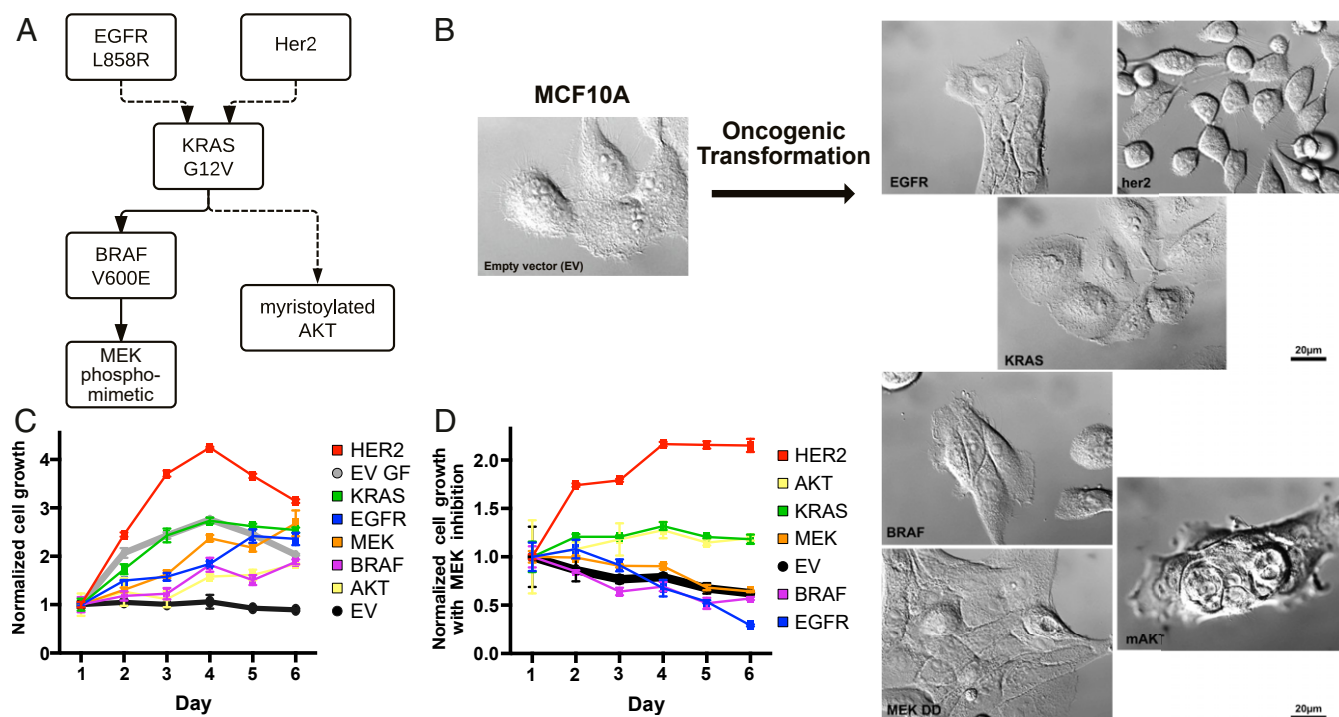 A
EGFR
L858R
Her2
KRAS
G12V
BRAF
V600E
myristoylated
AKT
MEK
phospho-
mimetic
B
MCF10A
Empty vector (EV)
Oncogenic
Transformation
EGFR
her2
KRAS
20µm
BRAF
mAKT
MEK DD
20µm
C
Normalized cell growth
4
3
2
1
0
1 2 3 4 5 6
Day
HER2
EV GF
KRAS
EGFR
MEK
BRAF
AKT
EV
D
Normalized cell growth
with MEK inhibition
2.0
1.5
1.0
0.5
0.0
1 2 3 4 5 6
Day
HER2
AKT
KRAS
MEK
EV
BRAF
EGFR